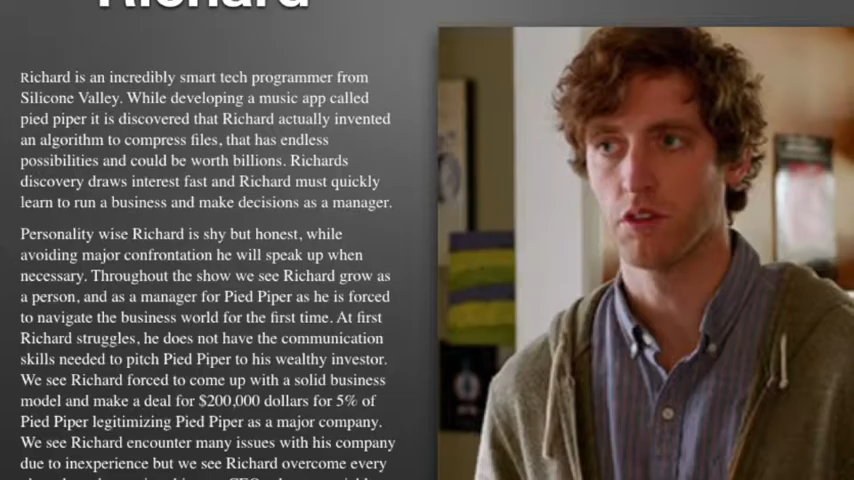 Richard
Richard is an incredibly smart tech programmer from
Silicone Valley. While developing a music app called
pied piper it is discovered that Richard actually invented
an algorithm to compress files, that has endless
possibilities and could be worth billions. Richards
discovery draws interest fast and Richard must quickly
learn to run a business and make decisions as a manager.
Personality wise Richard is shy but honest, while
avoiding major confrontation he will speak up when
necessary. Throughout the show we see Richard grow as
a person, and as a manager for Pied Piper as he is forced
to navigate the business world for the first time. At first
Richard struggles, he does not have the communication
skills needed to pitch Pied Piper to his wealthy investor.
We see Richard forced to come up with a solid business
model and make a deal for $200,000 dollars for 5% of
Pied Piper legitimizing Pied Piper as a major company.
We see Richard encounter many issues with his company
due to inexperience but we see Richard overcome every